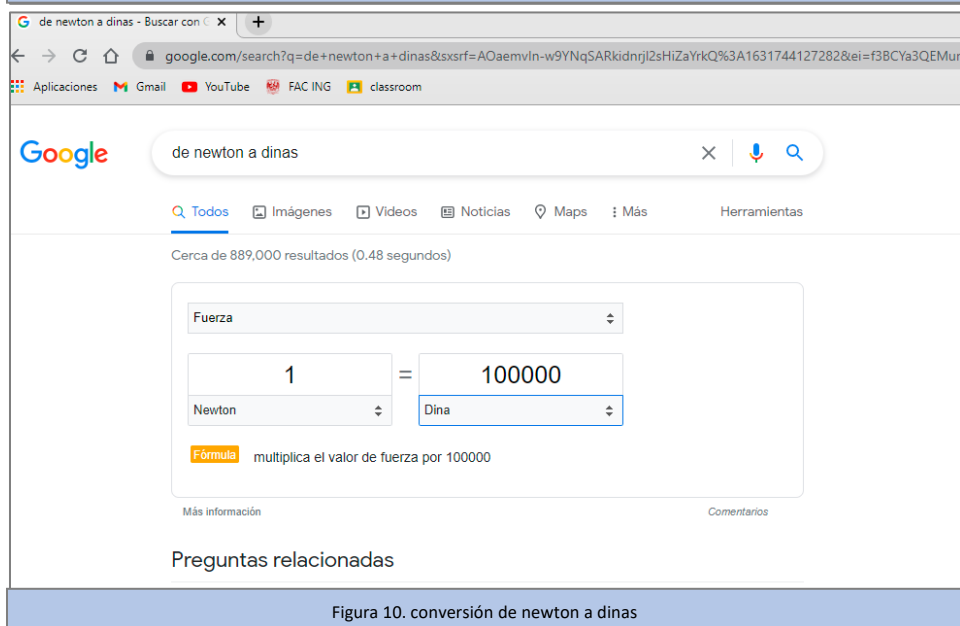 de newton a dinas - Buscar con G
google.com/search?q=de+newton+a+dinas&sxsrf=AOaemvIn-w9YNqSARkidnrjl2sHiZaYrkQ%3A1631744127282&ei=f3BCYa3QEMur
Aplicaciones Gmail YouTube FAC ING classroom
Google
de newton a dinas
Todos Imágenes Videos Noticias Maps Más Herramientas
Cerca de 889,000 resultados (0.48 segundos)
Fuerza
1 = 100000
Newton Dina
Fórmula multiplica el valor de fuerza por 100000
Más información Comentarios
Preguntas relacionadas
Figura 10. conversión de newton a dinas